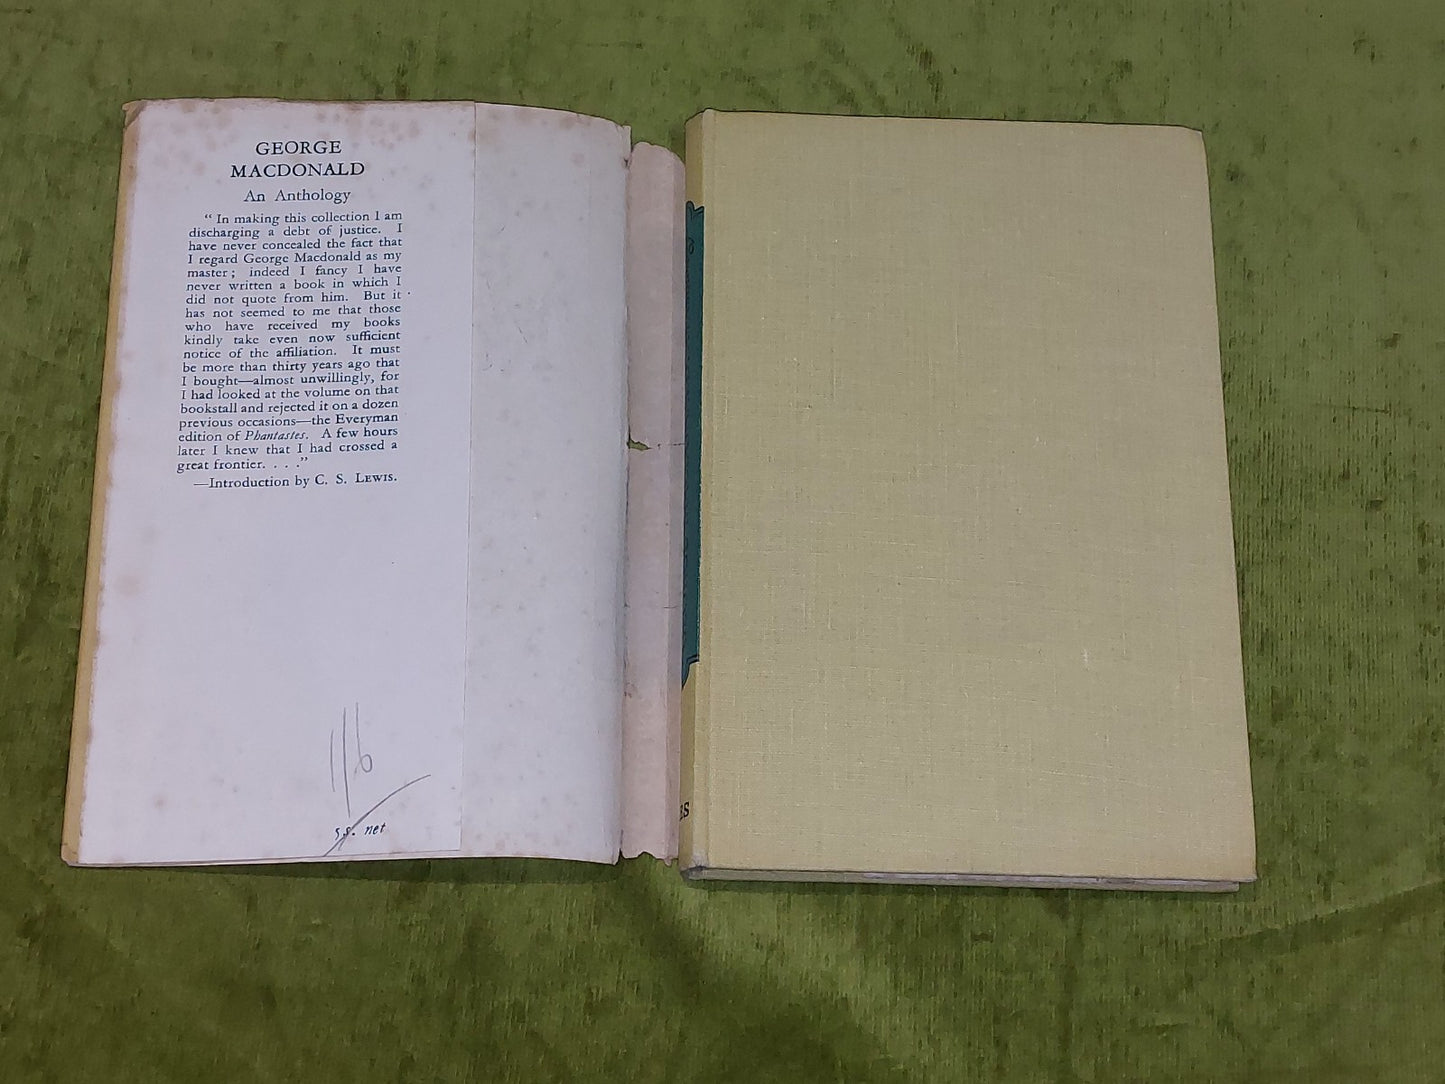 GEORGE
MACDONALD
An Anthology
“ In making this collection I am
discharging a debt of justice. I
have never concealed the fact that
I regard George Macdonald as my
master ; indeed I fancy I have
never written a book in which I
did not quote from him. But it
has not seemed to me that those
who have received my books
kindly take even now sufficient
notice of the affiliation. It must
be more than thirty years ago that
I bought—almost unwillingly, for
I had looked at the volume on that
bookstall and rejected it on a dozen
previous occasions—the Everyman
edition of Phantastes. A few hours
later I knew that I had crossed a
great frontier. . . .”
—Introduction by C. S. LEWIS.
1/6
5s. net